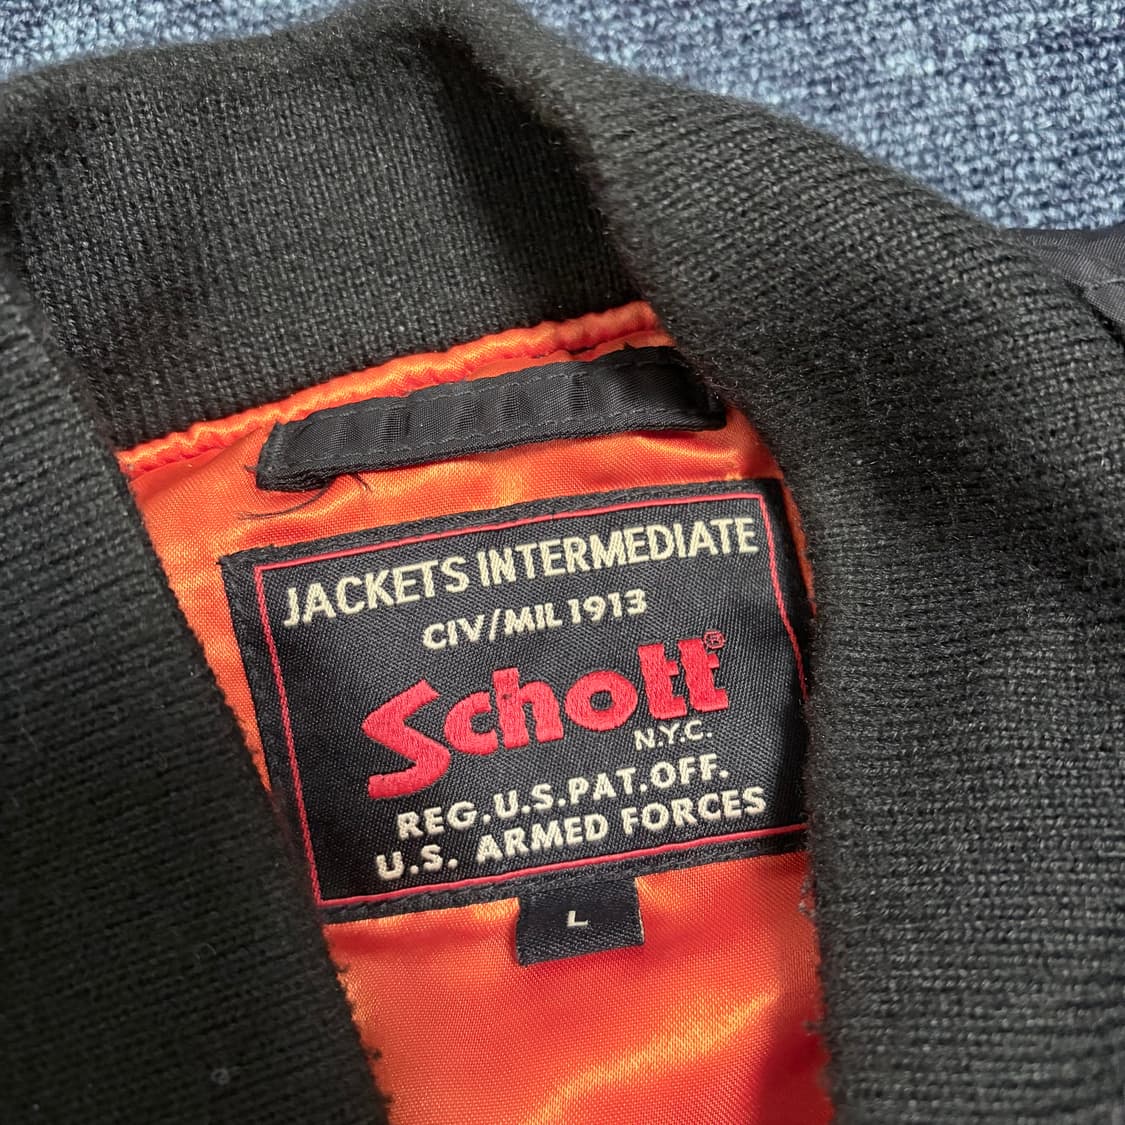 JACKETS INTERMEDIATE
CIV/MIL 1913
Schott®
N.Y.C.
REG.U.S.PAT.OFF.
U.S. ARMED FORCES
L